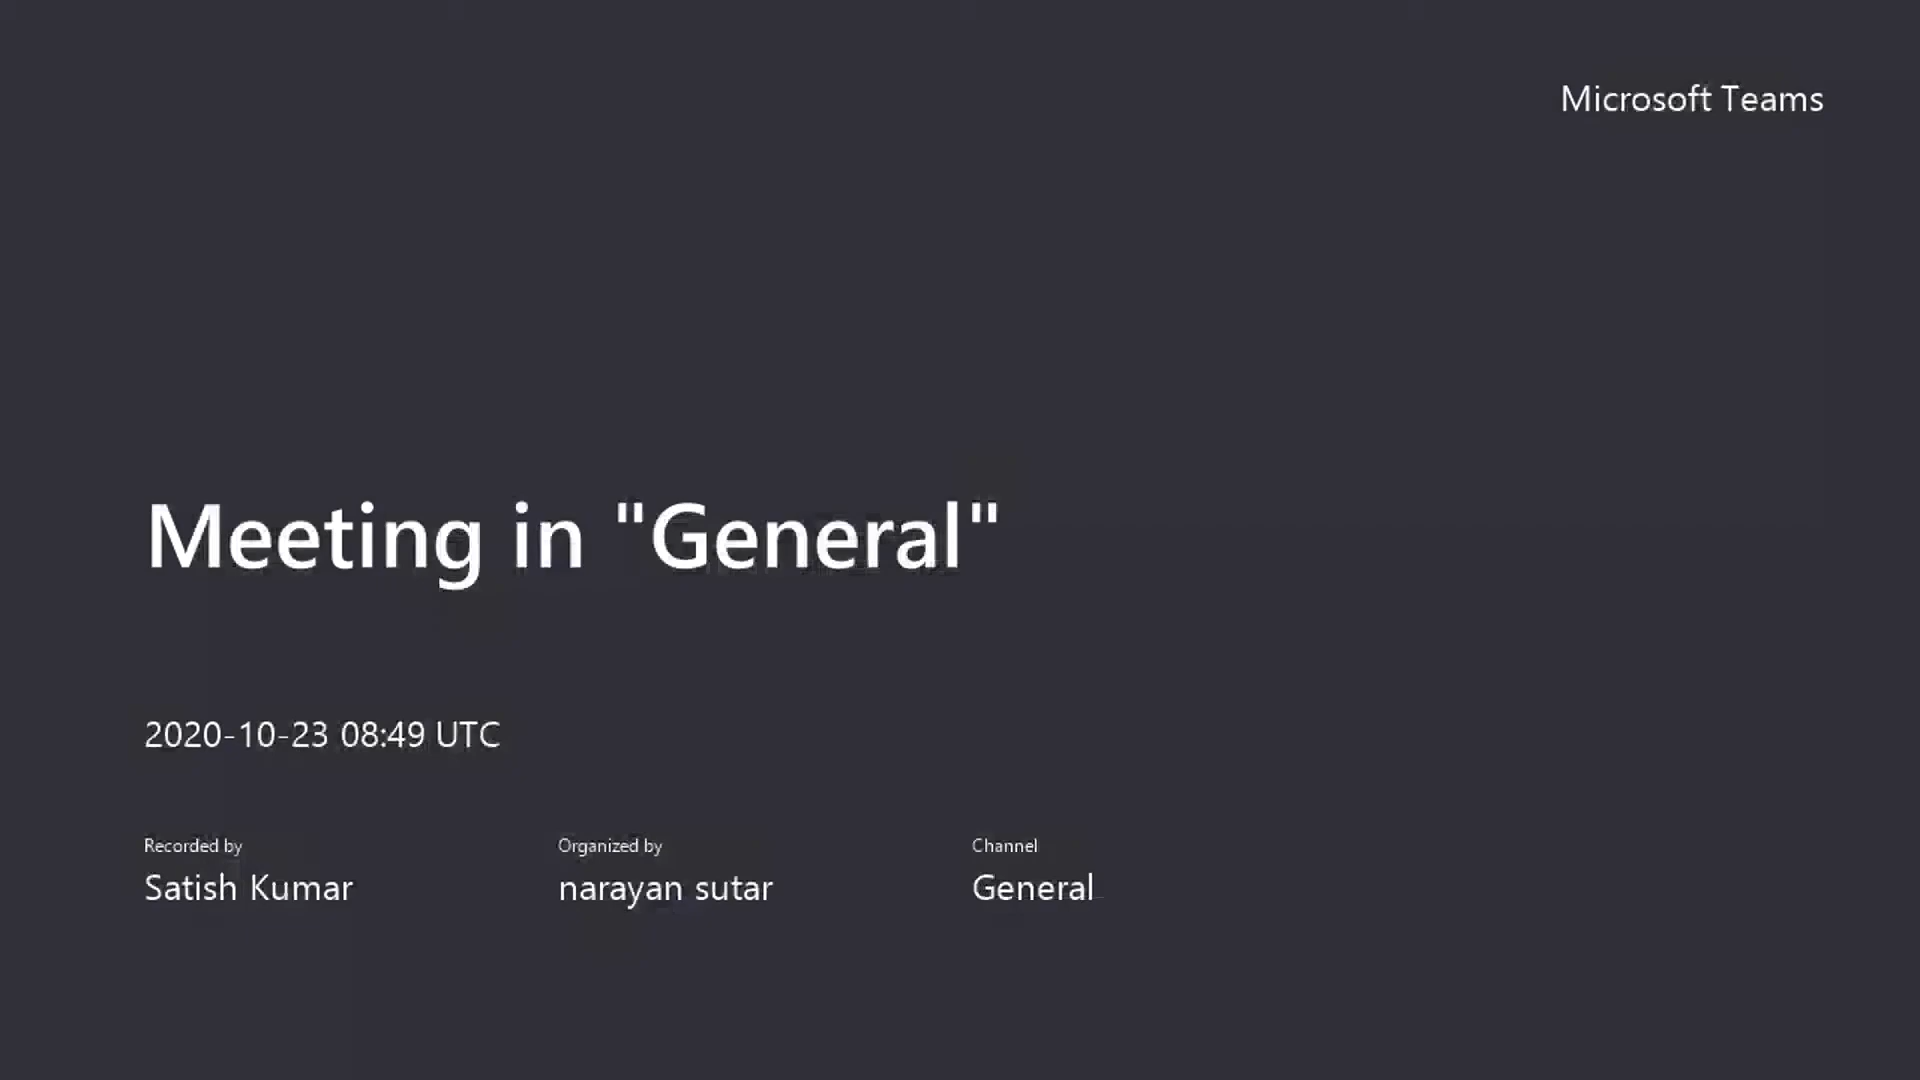 Microsoft Teams
Meeting in "General"
2020-10-23 08:49 UTC
Recorded by
Satish Kumar
Organized by
narayan sutar
Channel
General